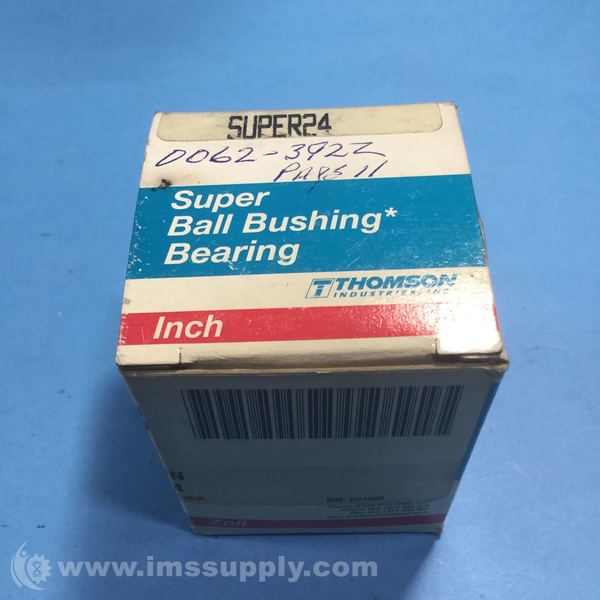 SUPER24
0062-3922
Super
Ball Bushing*
Bearing
THOMSON
INDUSTRIES, INC.
Inch
Zoll
www.imssupply.com